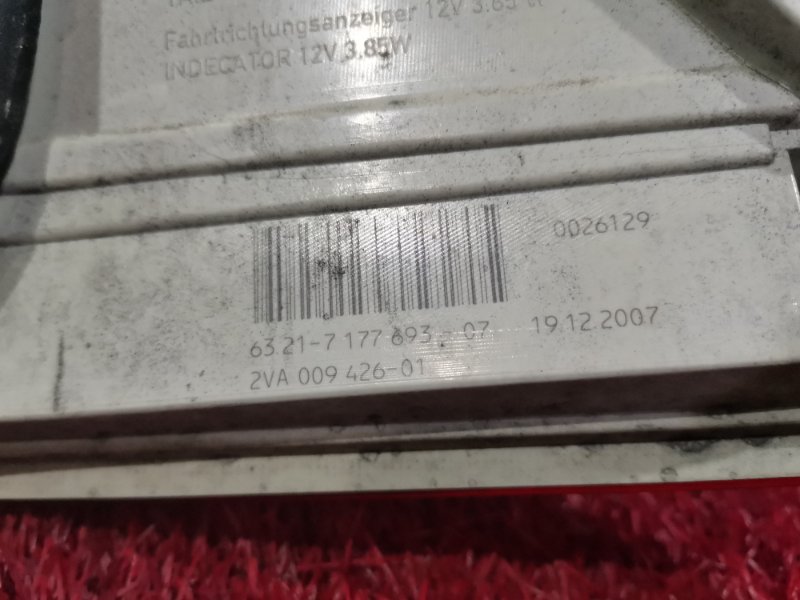 Fahrtrichtungsanzeiger 12V 3.85 W
INDECATOR 12V 3.85W
0026129
63 21-7 177 693 - 07 19.12.2007
2VA 009 426-01